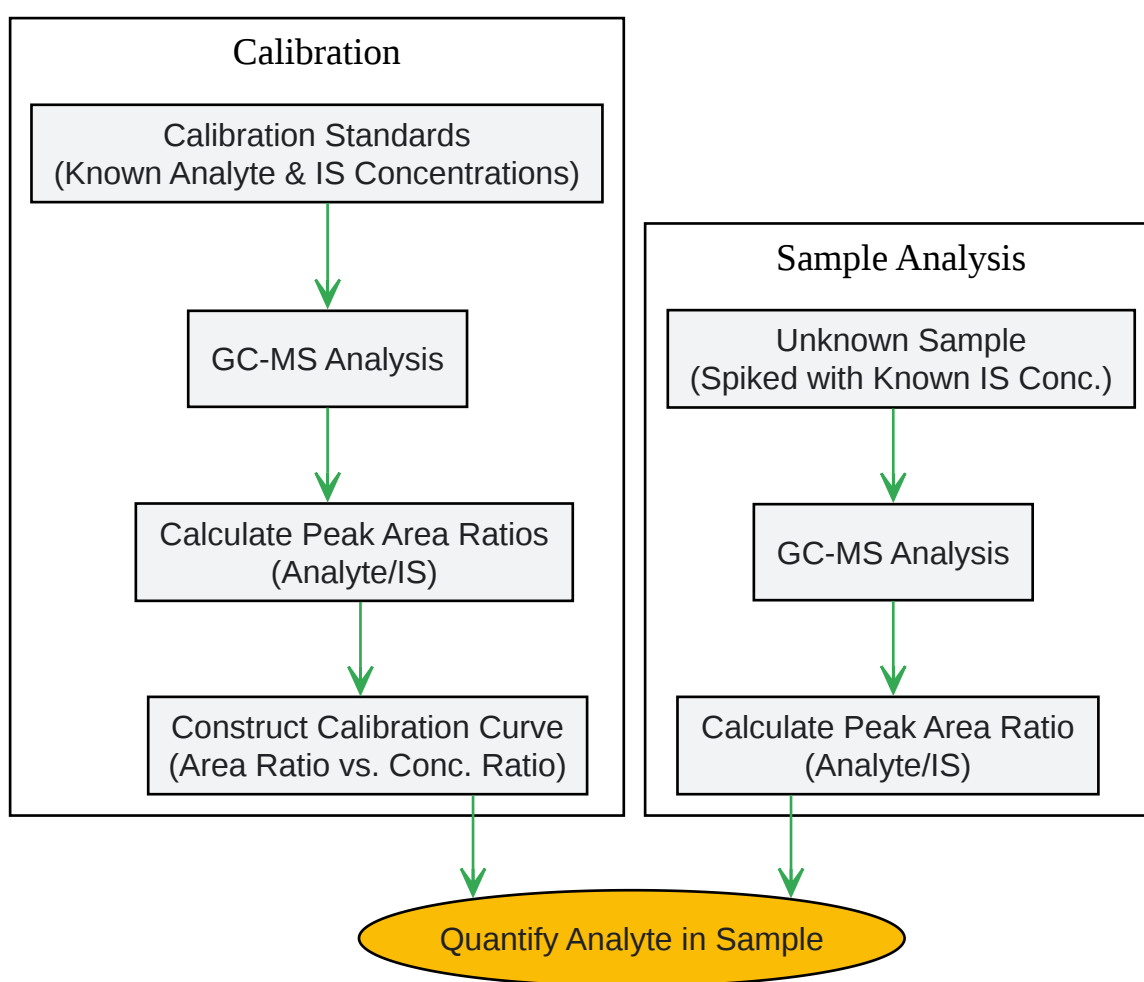 Calibration
Calibration Standards
(Known Analyte & IS Concentrations)
GC-MS Analysis
Calculate Peak Area Ratios
(Analyte/IS)
Construct Calibration Curve
(Area Ratio vs. Conc. Ratio)
Sample Analysis
Unknown Sample
(Spiked with Known IS Conc.)
GC-MS Analysis
Calculate Peak Area Ratio
(Analyte/IS)
Quantify Analyte in Sample